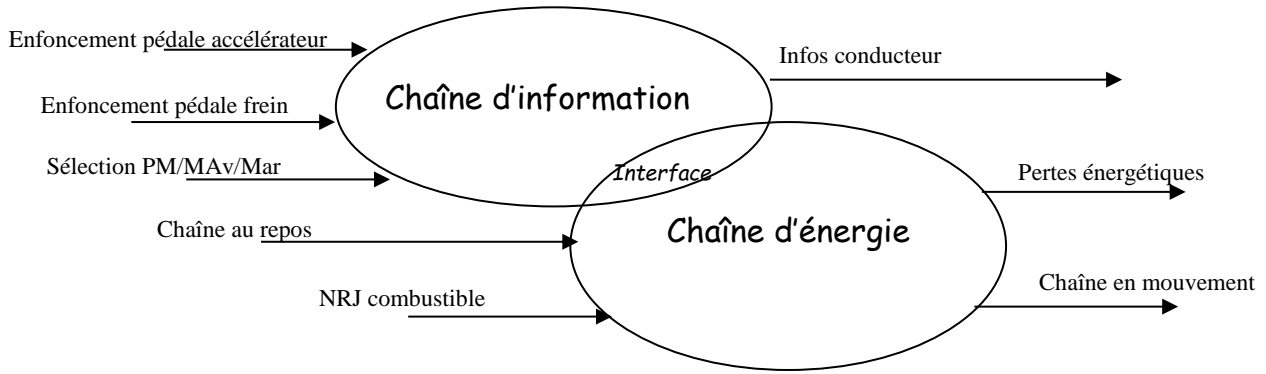 Enfoncement pédale accélérateur
Infos conducteur
Chaîne d'information
Enfoncement pédale frein
Sélection PM/MAv/Mar
Interface
Pertes énergétiques
Chaîne au repos
Chaîne d'énergie
Chaîne en mouvement
NRJ combustible